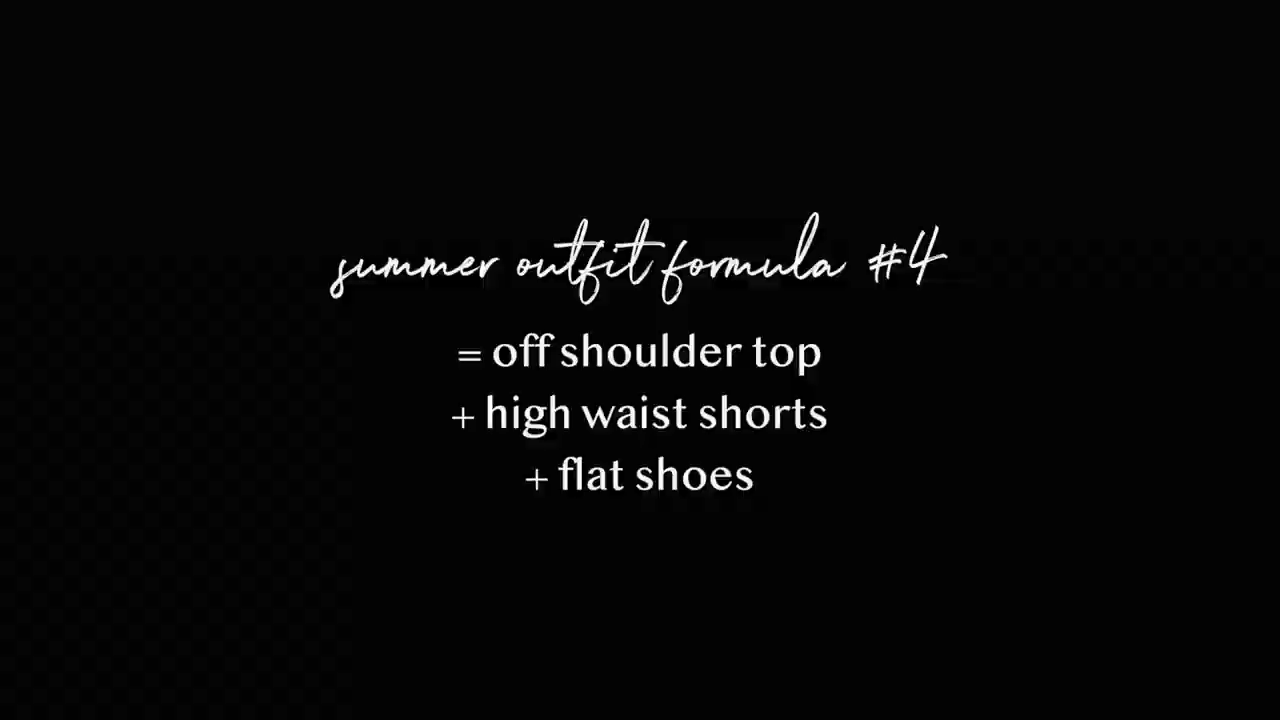 summer outfit formula #4
= off shoulder top
+ high waist shorts
+ flat shoes